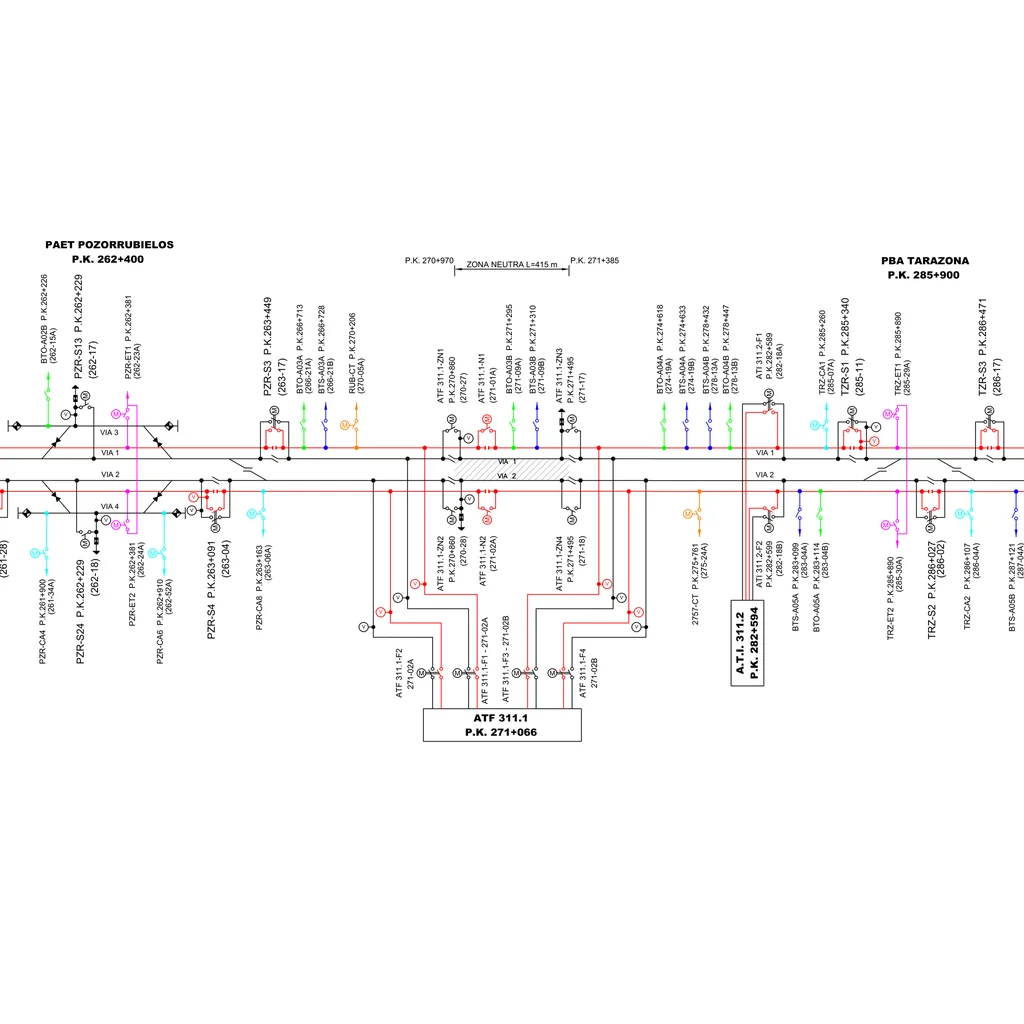 PAET POZORRUBIELOS
P.K. 262+400
P.K. 270+970
ZONA NEUTRA L=415 m
P.K. 271+385
PBA TARAZONA
P.K. 285+900
BTO-A02B P.K.262+226
(262-15A)
PZR-S13 P.K.262+229
(262-17)
PZR-ET1 P.K.262+381
(262-23A)
PZR-S3 P.K.263+449
(263-17)
BTO-A03A P.K.266+713
(266-21A)
BTS-A03A P.K.266+728
(266-21B)
RUB-CT P.K.270+206
(270-05A)
ATF 311.1-ZN1
P.K.270+860
(270-27)
ATF 311.1-N1
(271-01A)
BTO-A03B P.K.271+295
(271-09A)
BTS-A03B P.K.271+310
(271-09B)
ATF 311.1-ZN3
P.K.271+495
(271-17)
BTO-A04A P.K.274+618
(274-19A)
BTS-A04A P.K.274+633
(274-19B)
BTS-A04B P.K.278+432
(278-13A)
BTO-A04B P.K.278+447
(278-13B)
ATI 311.2-F1
P.K.282+589
(282-18A)
TRZ-CA1 P.K.285+260
(285-07A)
TZR-S1 P.K.285+340
(285-11)
TRZ-ET1 P.K.285+890
(285-29A)
TZR-S3 P.K.286+471
(286-17)
VIA 3
VIA 1
VIA 1
VIA 1
VIA 2
VIA 2
VIA 2
VIA 4
(261-28)
PZR-CA4 P.K.261+900
(261-34A)
PZR-S24 P.K.262+229
(262-18)
PZR-ET2 P.K.262+381
(262-24A)
PZR-CA6 P.K.262+910
(262-52A)
PZR-S4 P.K.263+091
(263-04)
PZR-CA8 P.K.263+163
(263-06A)
ATF 311.1-ZN2
P.K.270+860
(270-28)
ATF 311.1-N2
(271-02A)
ATF 311.1-ZN4
P.K.271+495
(271-18)
2757-CT P.K.275+761
(275-24A)
ATI 311.2-F2
P.K.282+599
(282-18B)
BTS-A05A P.K.283+099
(283-04A)
BTO-A05A P.K.283+114
(283-04B)
TRZ-ET2 P.K.285+890
(285-30A)
TRZ-S2 P.K.286+027
(286-02)
TRZ-CA2 P.K.286+107
(286-04A)
BTS-A05B P.K.287+121
(287-04A)
ATF 311.1-F2
271-02A
ATF 311.1-F1 - 271-02A
ATF 311.1-F3 - 271-02B
ATF 311.1-F4
271-02B
A.T.I. 311.2
P.K. 282+594
ATF 311.1
P.K. 271+066